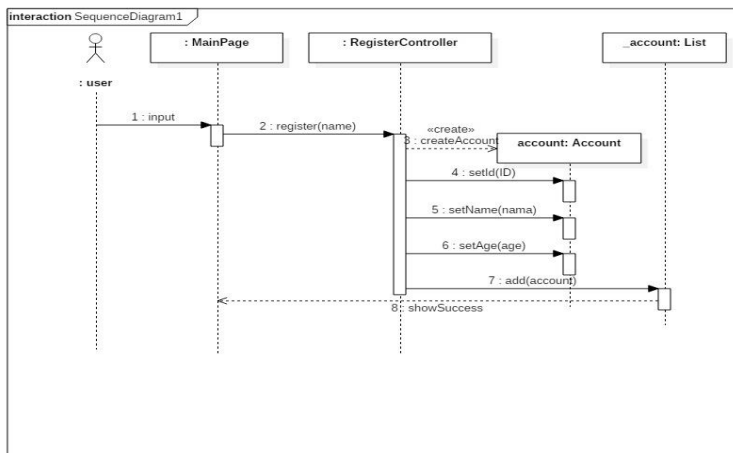 interaction SequenceDiagram1
: MainPage
: RegisterController
_account: List
: user
1 : input
2 : register(name)
«create»
3 : createAccount
account: Account
4 : setId(ID)
5 : setName(nama)
6 : setAge(age)
7 : add(account)
8 : showSuccess